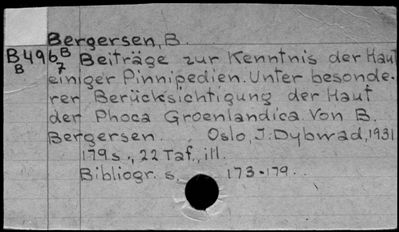 Bergersen, B.
B496 B Beiträge zur Kenntnis der Haut
B 7 einiger Pinnipedien. Unter besonde-
rer Berücksichtigung der Haut
der Phoca Groenlandica Von B.
Bergersen. Oslo, J. Dybwad, 1931
179 s., 22 Taf., ill.
Bibliogr. s. 173-179.